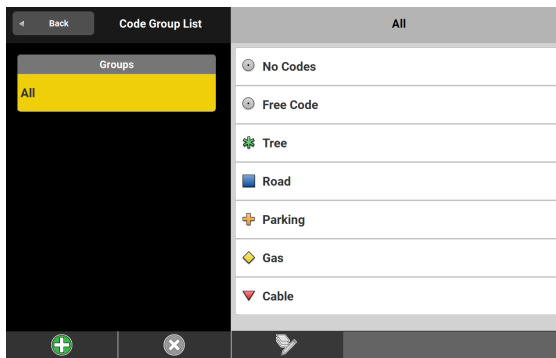 Back
Code Group List
All
Groups
All
No Codes
Free Code
Tree
Road
Parking
Gas
Cable